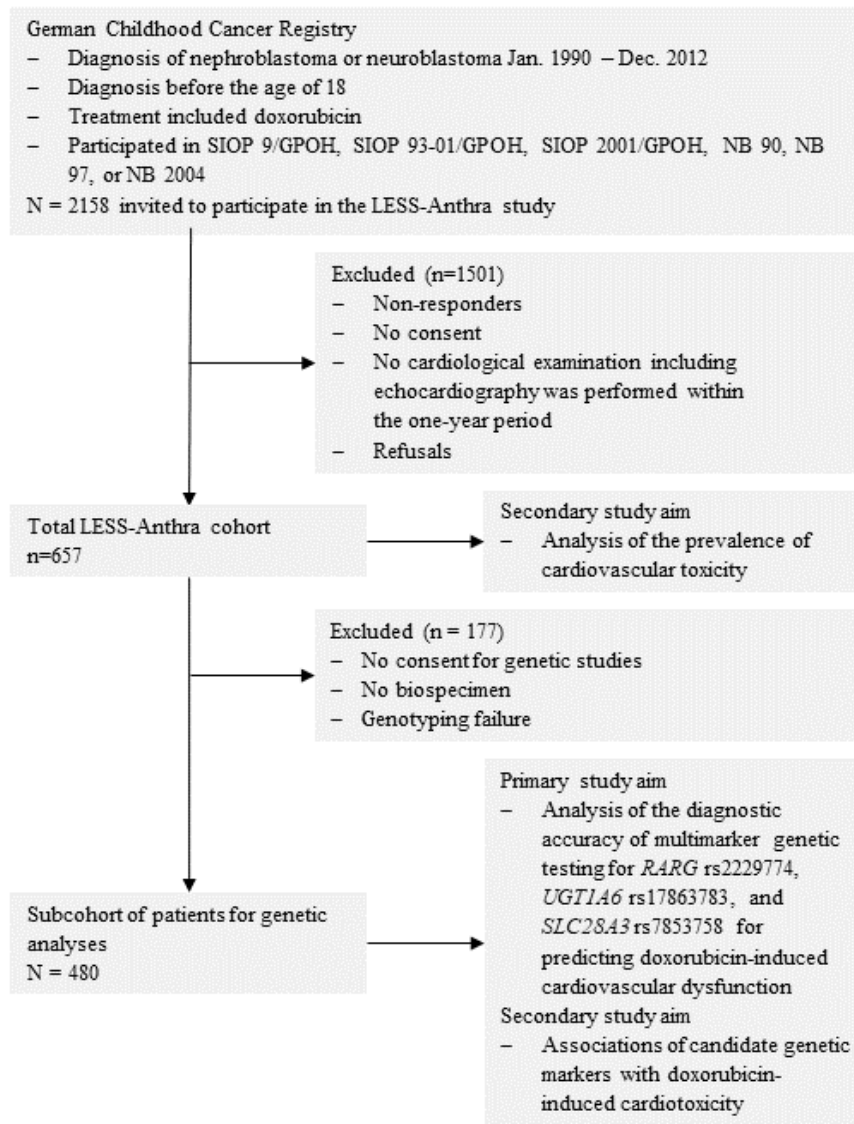 German Childhood Cancer Registry
– Diagnosis of nephroblastoma or neuroblastoma Jan. 1990 – Dec. 2012
– Diagnosis before the age of 18
– Treatment included doxorubicin
– Participated in SIOP 9/GPOH, SIOP 93-01/GPOH, SIOP 2001/GPOH, NB 90, NB
97, or NB 2004
N = 2158 invited to participate in the LESS-Anthra study
Excluded (n=1501)
– Non-responders
– No consent
– No cardiological examination including
echocardiography was performed within
the one-year period
– Refusals
Total LESS-Anthra cohort
n=657
Secondary study aim
– Analysis of the prevalence of
cardiovascular toxicity
Excluded (n = 177)
– No consent for genetic studies
– No biospecimen
– Genotyping failure
Subcohort of patients for genetic
analyses
N = 480
Primary study aim
– Analysis of the diagnostic
accuracy of multimarker genetic
testing for RARG rs2229774,
UGT1A6 rs17863783, and
SLC28A3 rs7853758 for
predicting doxorubicin-induced
cardiovascular dysfunction
Secondary study aim
– Associations of candidate genetic
markers with doxorubicin-
induced cardiotoxicity